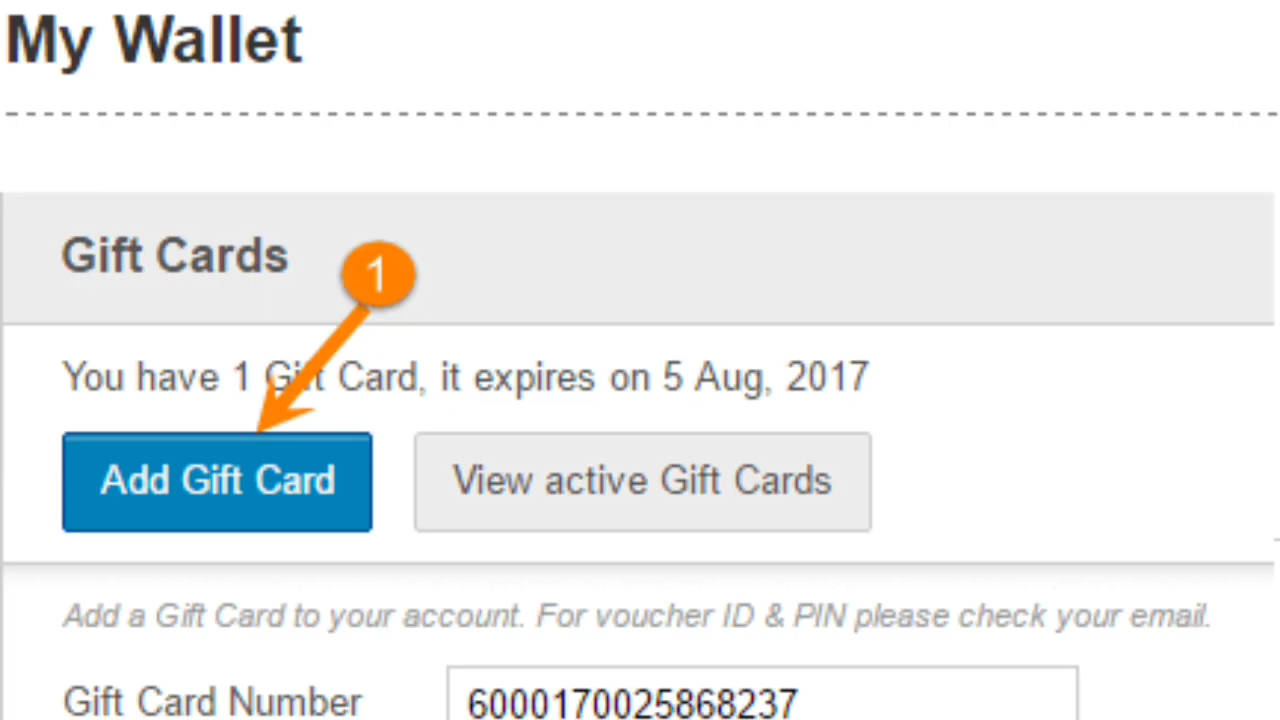 My Wallet
Gift Cards
1
You have 1 Gift Card, it expires on 5 Aug, 2017
Add Gift Card
View active Gift Cards
Add a Gift Card to your account. For voucher ID & PIN please check your email.
Gift Card Number
6000170025868237